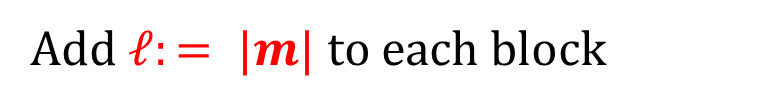 Add ℓ := |𝒎| to each block